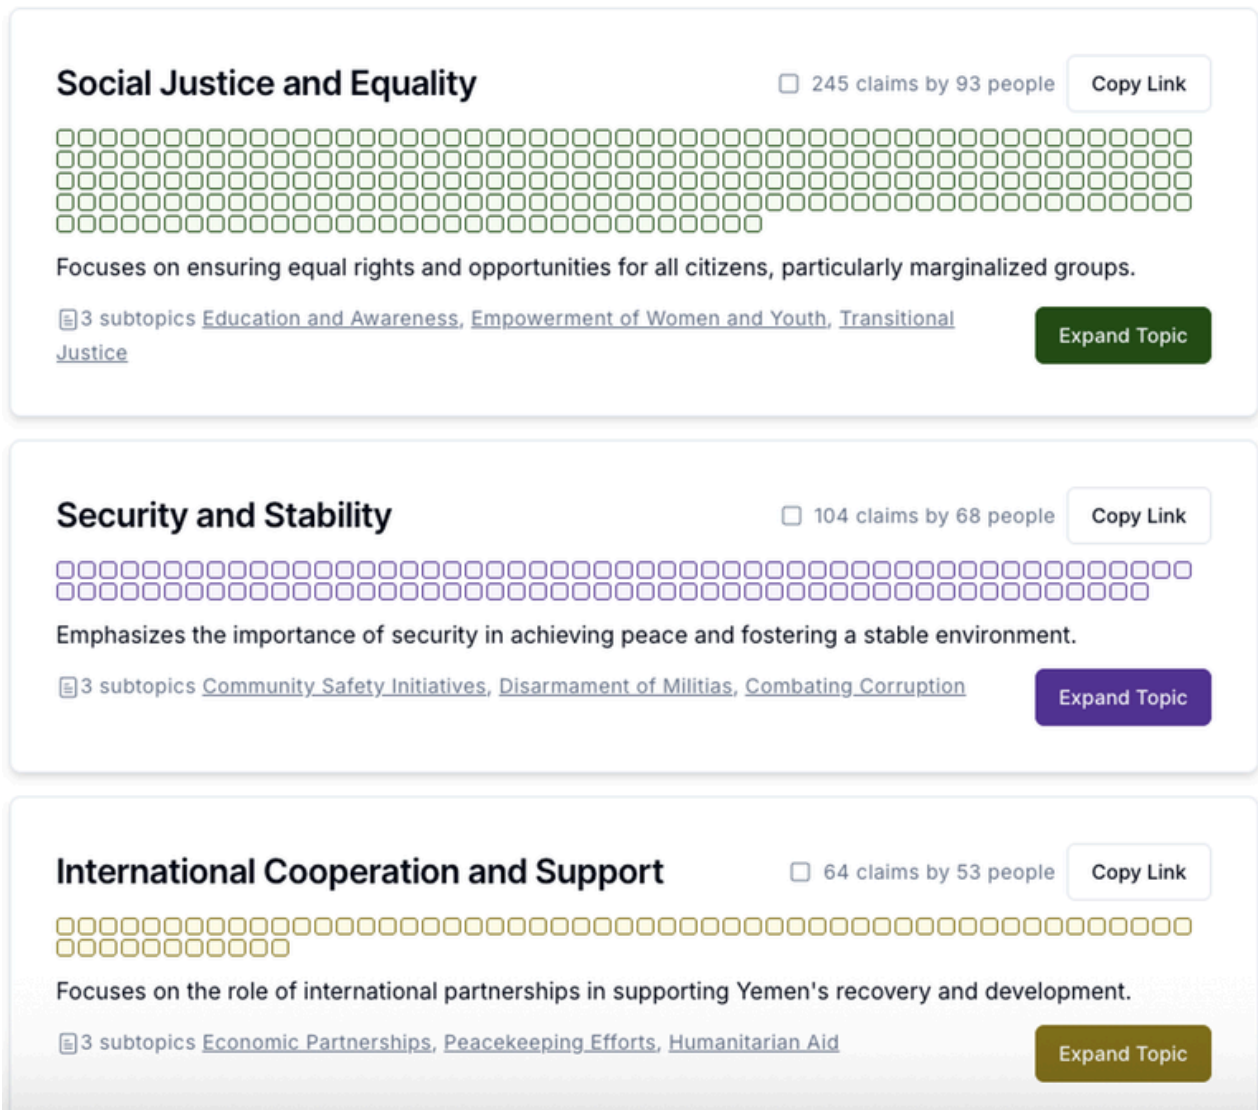 Social Justice and Equality
245 claims by 93 people
Copy Link
Focuses on ensuring equal rights and opportunities for all citizens, particularly marginalized groups.
3 subtopics Education and Awareness, Empowerment of Women and Youth, Transitional
Justice
Expand Topic
Security and Stability
104 claims by 68 people
Copy Link
Emphasizes the importance of security in achieving peace and fostering a stable environment.
3 subtopics Community Safety Initiatives, Disarmament of Militias, Combating Corruption
Expand Topic
International Cooperation and Support
64 claims by 53 people
Copy Link
Focuses on the role of international partnerships in supporting Yemen's recovery and development.
3 subtopics Economic Partnerships, Peacekeeping Efforts, Humanitarian Aid
Expand Topic